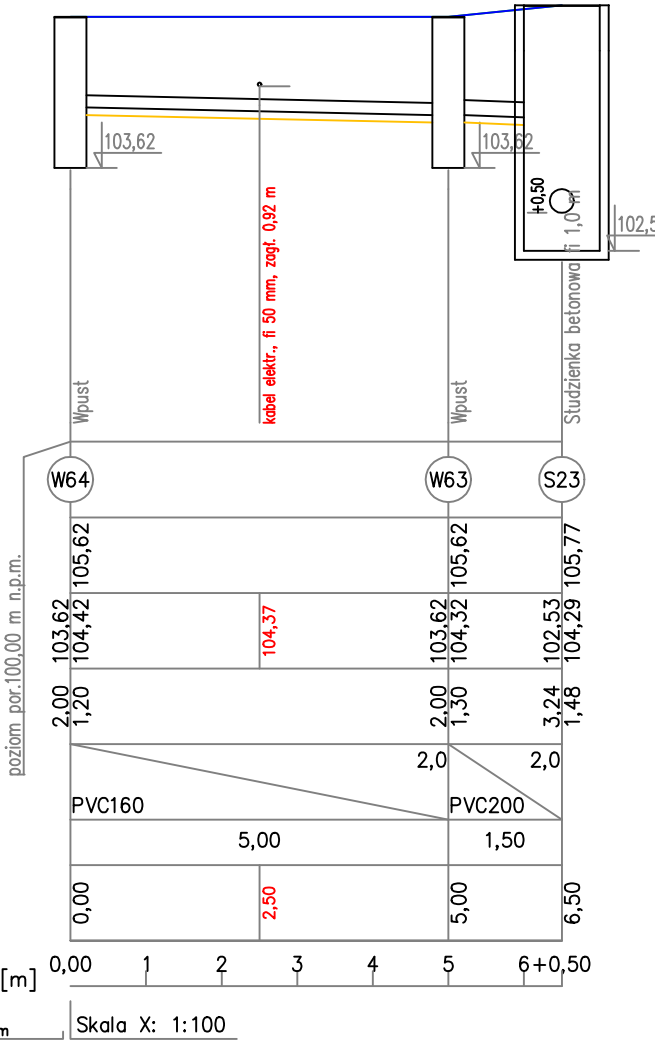 103,62
103,62
+0,50
102,5
Wpust
kabel elektr., fi 50 mm, zagł. 0,92 m
Wpust
Studzienka betonowa fi 1,0 m
W64
W63
S23
poziom por.100,00 m n.p.m.
105,62
105,62
105,77
103,62
104,42
104,37
103,62
104,32
102,53
104,29
2,00
1,20
2,00
1,30
3,24
1,48
2,0
2,0
PVC160
PVC200
5,00
1,50
0,00
2,50
5,00
6,50
[m]
0,00 1 2 3 4 5 6+0,50
m
Skala X: 1:100